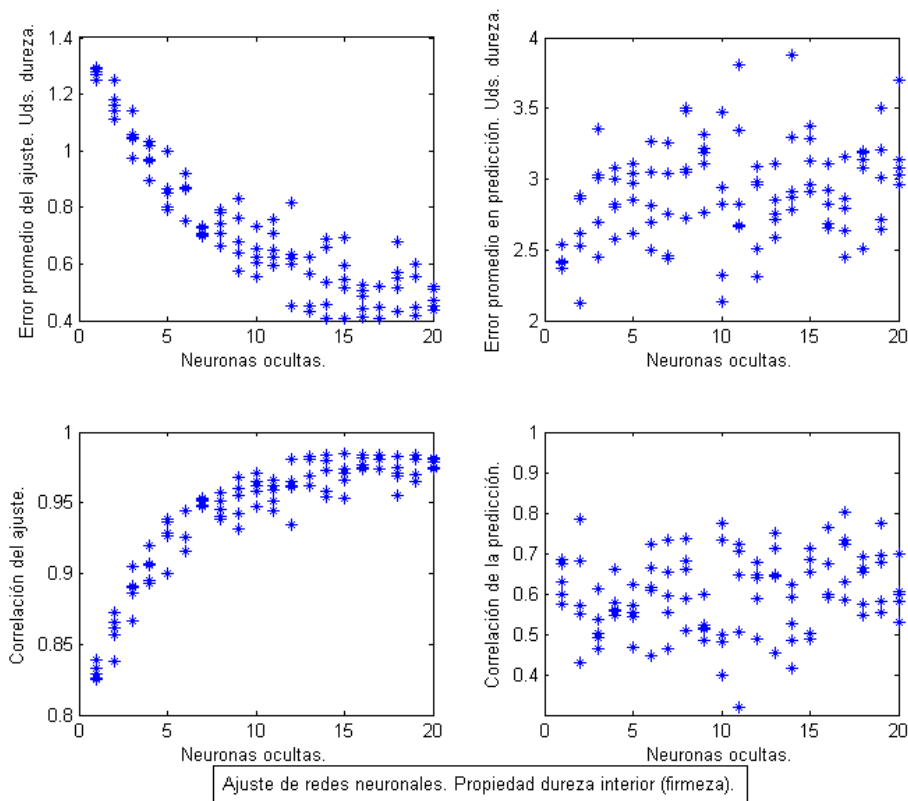 Error promedio del ajuste. Uds. dureza.
1.4
1.2
1
0.8
0.6
0.4
0 5 10 15 20
Neuronas ocultas.
Error promedio en predicción. Uds. dureza.
4
3.5
3
2.5
2
0 5 10 15 20
Neuronas ocultas.
Correlación del ajuste.
1
0.95
0.9
0.85
0.8
0 5 10 15 20
Neuronas ocultas.
Correlación de la predicción.
1
0.9
0.8
0.7
0.6
0.5
0.4
0 5 10 15 20
Neuronas ocultas.
Ajuste de redes neuronales. Propiedad dureza interior (firmeza).